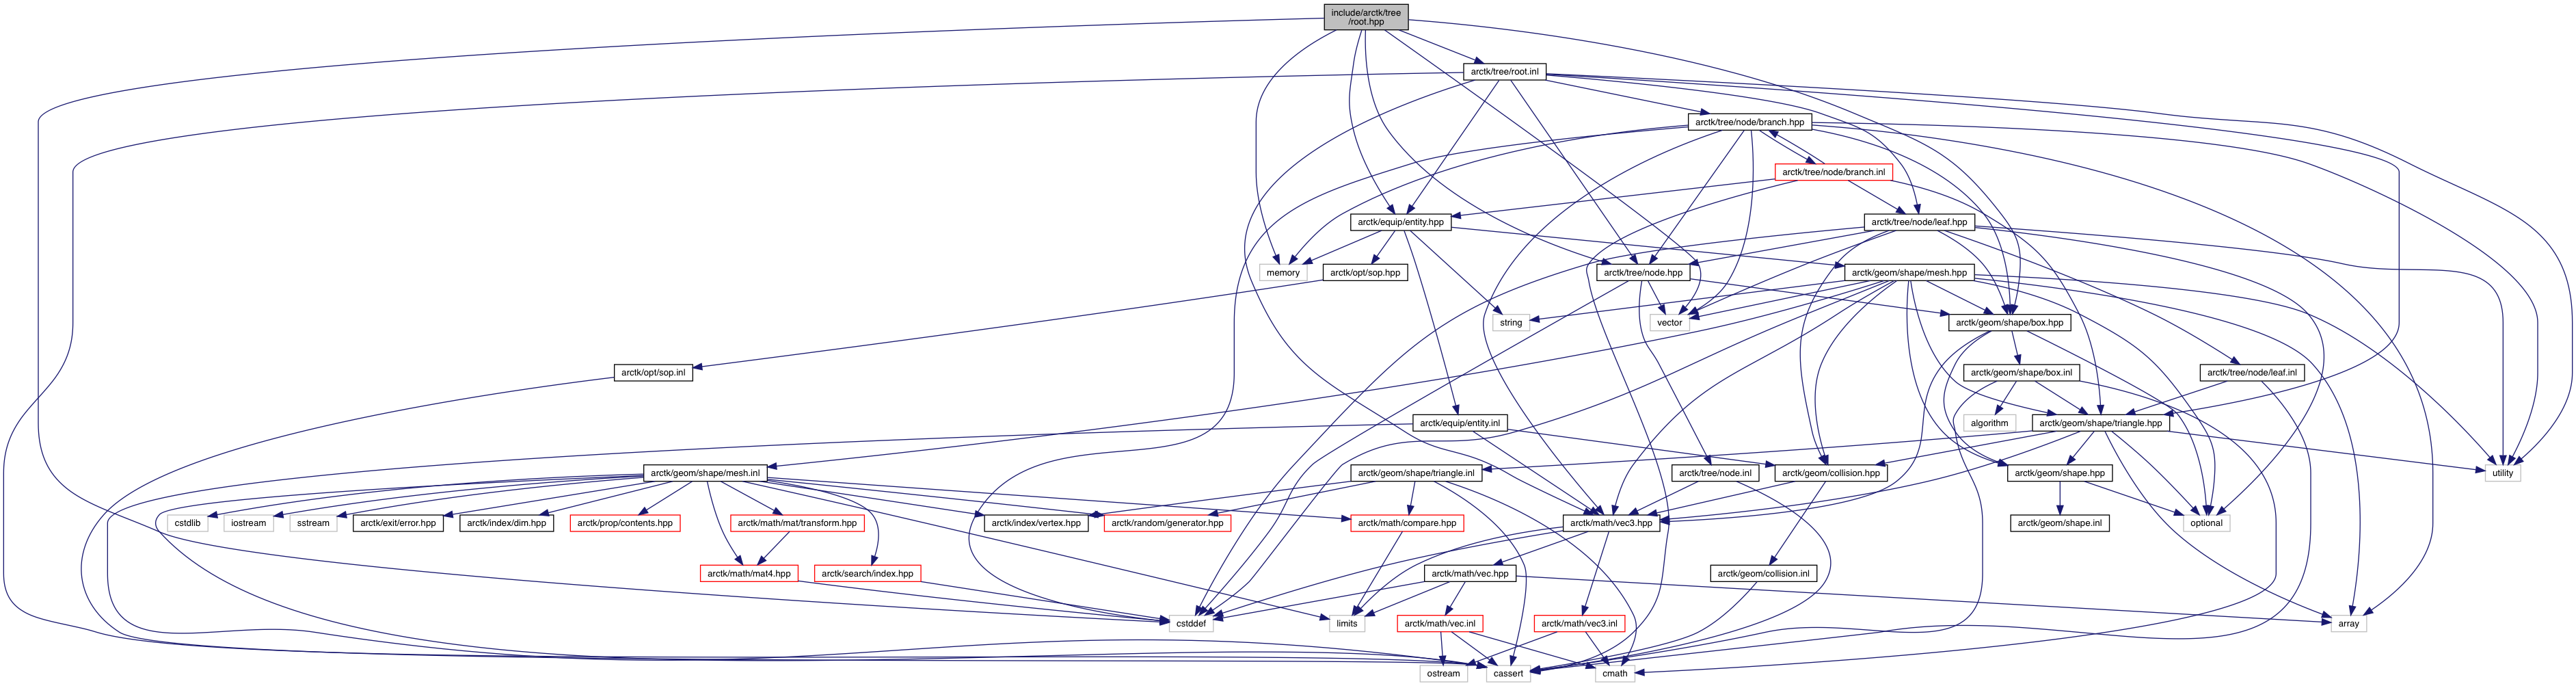 include/arctk/tree
/root.hpp
arctk/tree/root.inl
arctk/tree/node/branch.hpp
arctk/tree/node/branch.inl
arctk/equip/entity.hpp
arctk/tree/node/leaf.hpp
memory
arctk/opt/sop.hpp
arctk/tree/node.hpp
arctk/geom/shape/mesh.hpp
string
vector
arctk/geom/shape/box.hpp
arctk/opt/sop.inl
arctk/geom/shape/box.inl
arctk/tree/node/leaf.inl
arctk/equip/entity.inl
algorithm
arctk/geom/shape/triangle.hpp
arctk/geom/shape/mesh.inl
arctk/geom/shape/triangle.inl
arctk/tree/node.inl
arctk/geom/collision.hpp
arctk/geom/shape.hpp
utility
cstdlib
iostream
sstream
arctk/exit/error.hpp
arctk/index/dim.hpp
arctk/prop/contents.hpp
arctk/math/mat/transform.hpp
arctk/index/vertex.hpp
arctk/random/generator.hpp
arctk/math/compare.hpp
arctk/math/vec3.hpp
arctk/geom/shape.inl
optional
arctk/math/mat4.hpp
arctk/search/index.hpp
arctk/math/vec.hpp
arctk/geom/collision.inl
cstddef
limits
arctk/math/vec.inl
arctk/math/vec3.inl
array
ostream
cassert
cmath